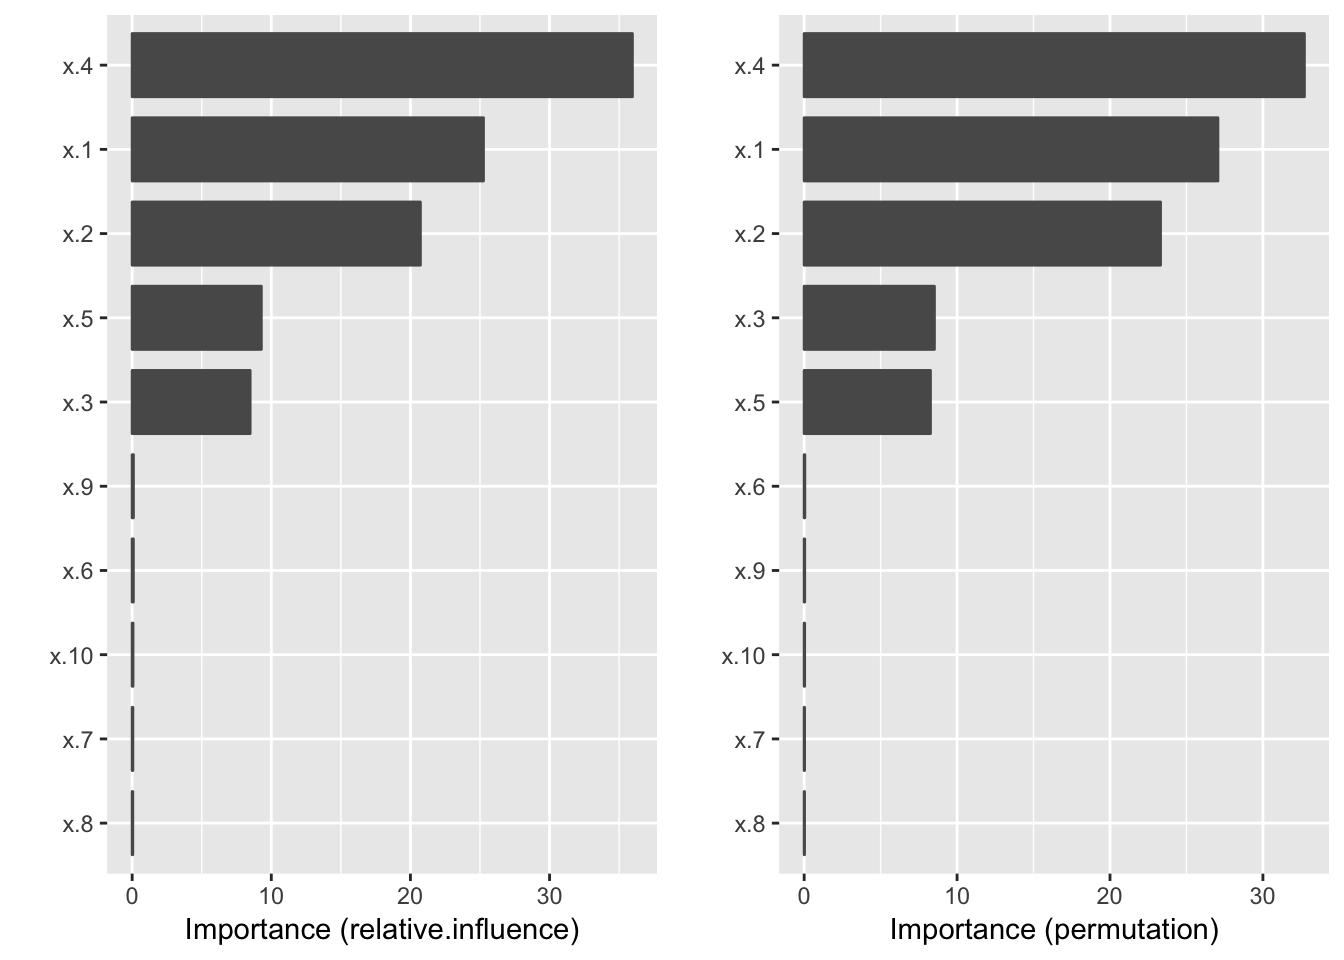 x.4
x.1
x.2
x.5
x.3
x.9
x.6
x.10
x.7
x.8
0 10 20 30
Importance (relative.influence)
x.4
x.1
x.2
x.3
x.5
x.6
x.9
x.10
x.7
x.8
0 10 20 30
Importance (permutation)